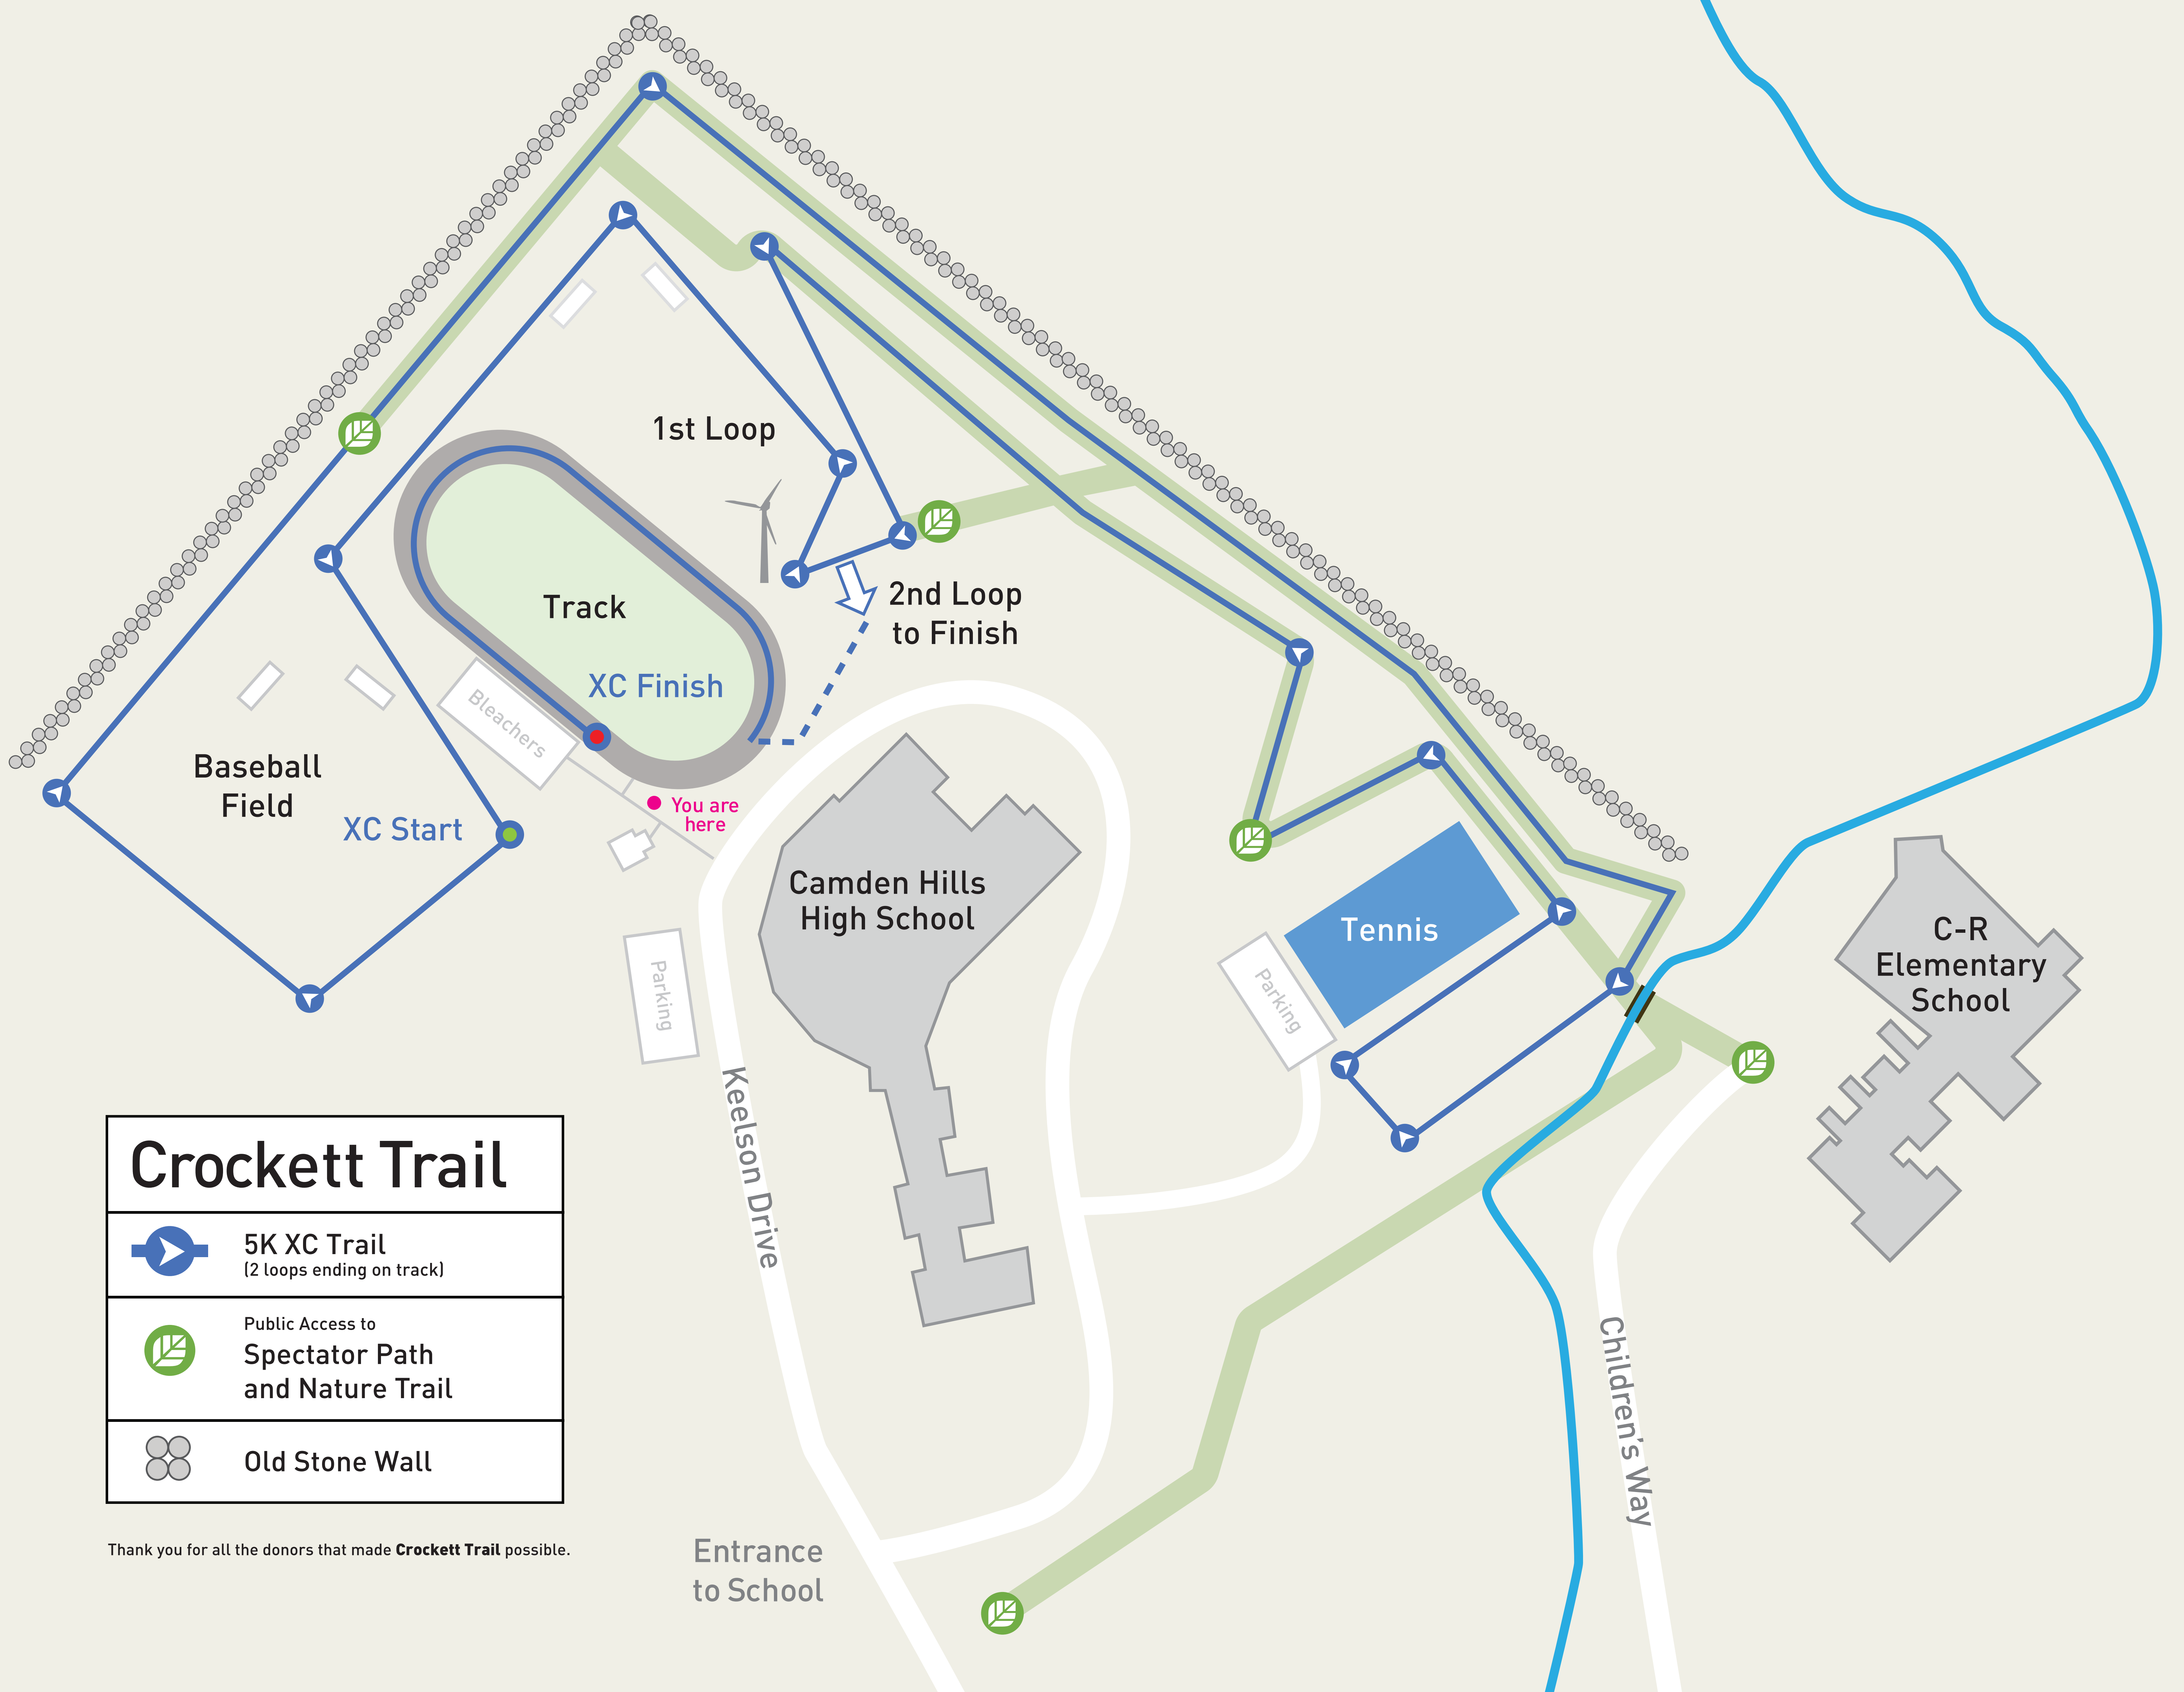 1st Loop
Track
2nd Loop
to Finish
XC Finish
Bleachers
Baseball
Field
XC Start
You are
here
Camden Hills
High School
Tennis
Parking
Parking
C-R
Elementary
School
Keelson Drive
Children's Way
Entrance
to School
Crockett Trail
5K XC Trail
(2 loops ending on track)
Public Access to
Spectator Path
and Nature Trail
Old Stone Wall
Thank you for all the donors that made Crockett Trail possible.